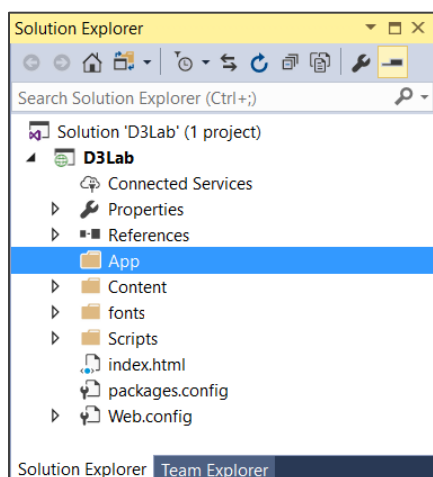 Solution Explorer
Search Solution Explorer (Ctrl+;)
Solution 'D3Lab' (1 project)
D3Lab
Connected Services
Properties
References
App
Content
fonts
Scripts
index.html
packages.config
Web.config
Solution Explorer Team Explorer